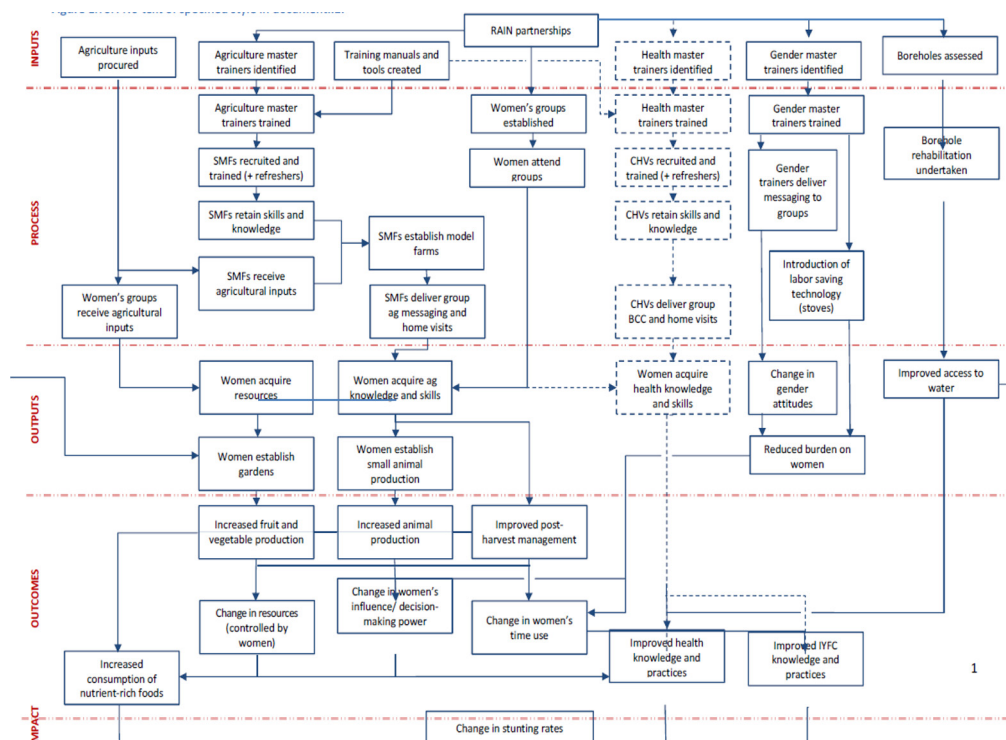 RAIN partnerships
INPUTS
Agriculture inputs
procured
Agriculture master
trainers identified
Training manuals and
tools created
Health master
trainers identified
Gender master
trainers identified
Boreholes assessed
PROCESS
Agriculture master
trainers trained
Women's groups
established
Health master
trainers trained
Gender master
trainers trained
SMFs recruited and
trained (+ refreshers)
Women attend
groups
CHVs recruited and
trained (+ refreshers)
Gender
trainers deliver
messaging to
groups
Borehole
rehabilitation
undertaken
SMFs retain skills and
knowledge
CHVs retain skills and
knowledge
SMFs establish model
farms
SMFs receive
agricultural inputs
Introduction of
labor saving
technology
(stoves)
Women's groups
receive agricultural
inputs
SMFs deliver group
ag messaging and
home visits
CHVs deliver group
BCC and home visits
OUTPUTS
Women acquire
resources
Women acquire ag
knowledge and skills
Women acquire
health knowledge
and skills
Change in
gender
attitudes
Improved access to
water
Women establish
gardens
Women establish
small animal
production
Reduced burden on
women
OUTCOMES
Increased fruit and
vegetable production
Increased animal
production
Improved post-
harvest management
Change in resources
(controlled by
women)
Change in women's
influence/ decision-
making power
Change in women's
time use
Increased
consumption of
nutrient-rich foods
Improved health
knowledge and
practices
Improved IYFC
knowledge and
practices
1
IMPACT
Change in stunting rates